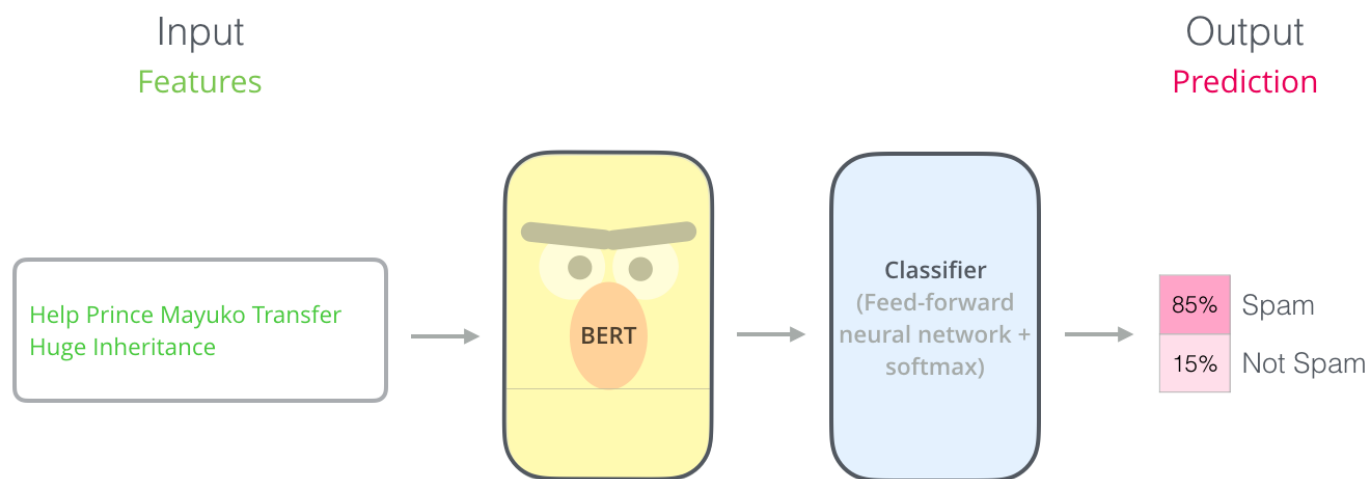 Input
Features
Output
Prediction
Help Prince Mayuko Transfer
Huge Inheritance
BERT
Classifier
(Feed-forward
neural network +
softmax)
85% Spam
15% Not Spam